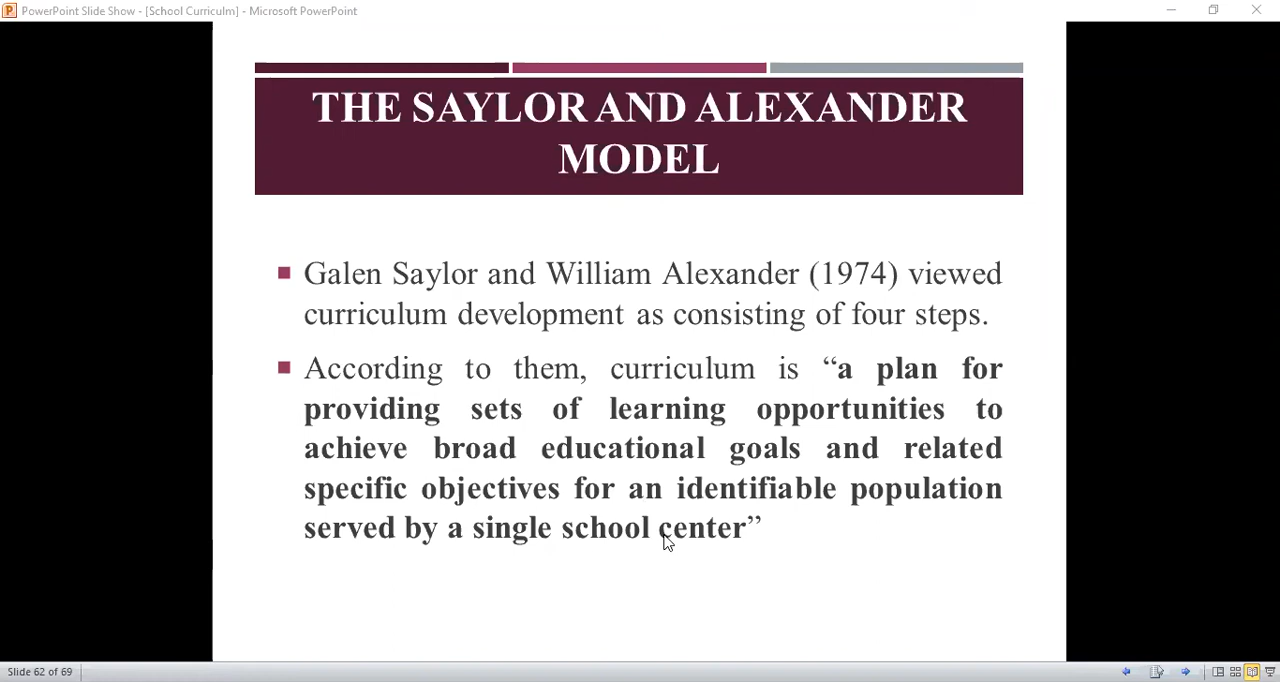 PowerPoint Slide Show - [School Curriculm] - Microsoft PowerPoint
THE SAYLOR AND ALEXANDER
MODEL
Galen Saylor and William Alexander (1974) viewed
curriculum development as consisting of four steps.
According to them, curriculum is “a plan for
providing sets of learning opportunities to
achieve broad educational goals and related
specific objectives for an identifiable population
served by a single school center”
Slide 62 of 69